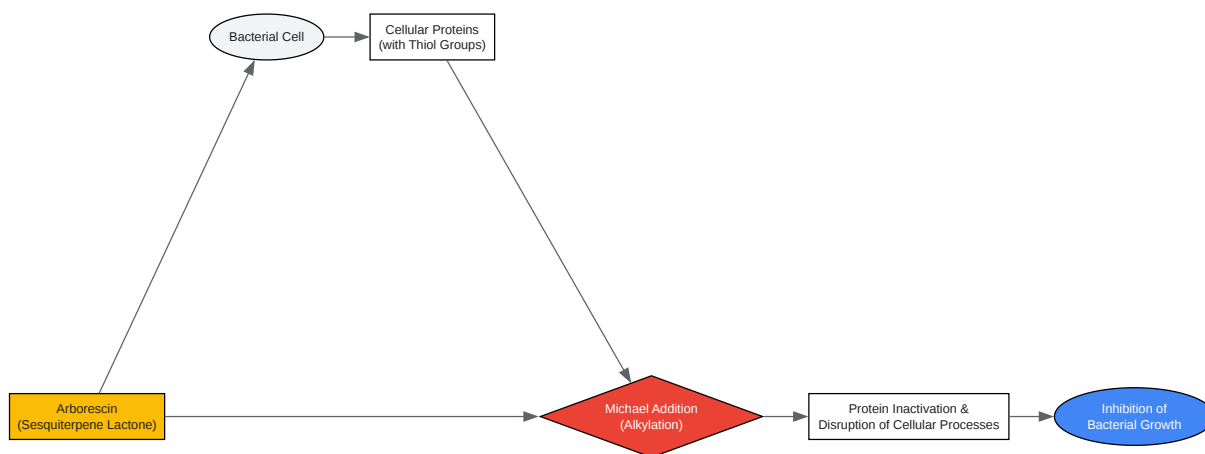 Bacterial Cell
Cellular Proteins
(with Thiol Groups)
Arborescin
(Sesquiterpene Lactone)
Michael Addition
(Alkylation)
Protein Inactivation &
Disruption of Cellular Processes
Inhibition of
Bacterial Growth